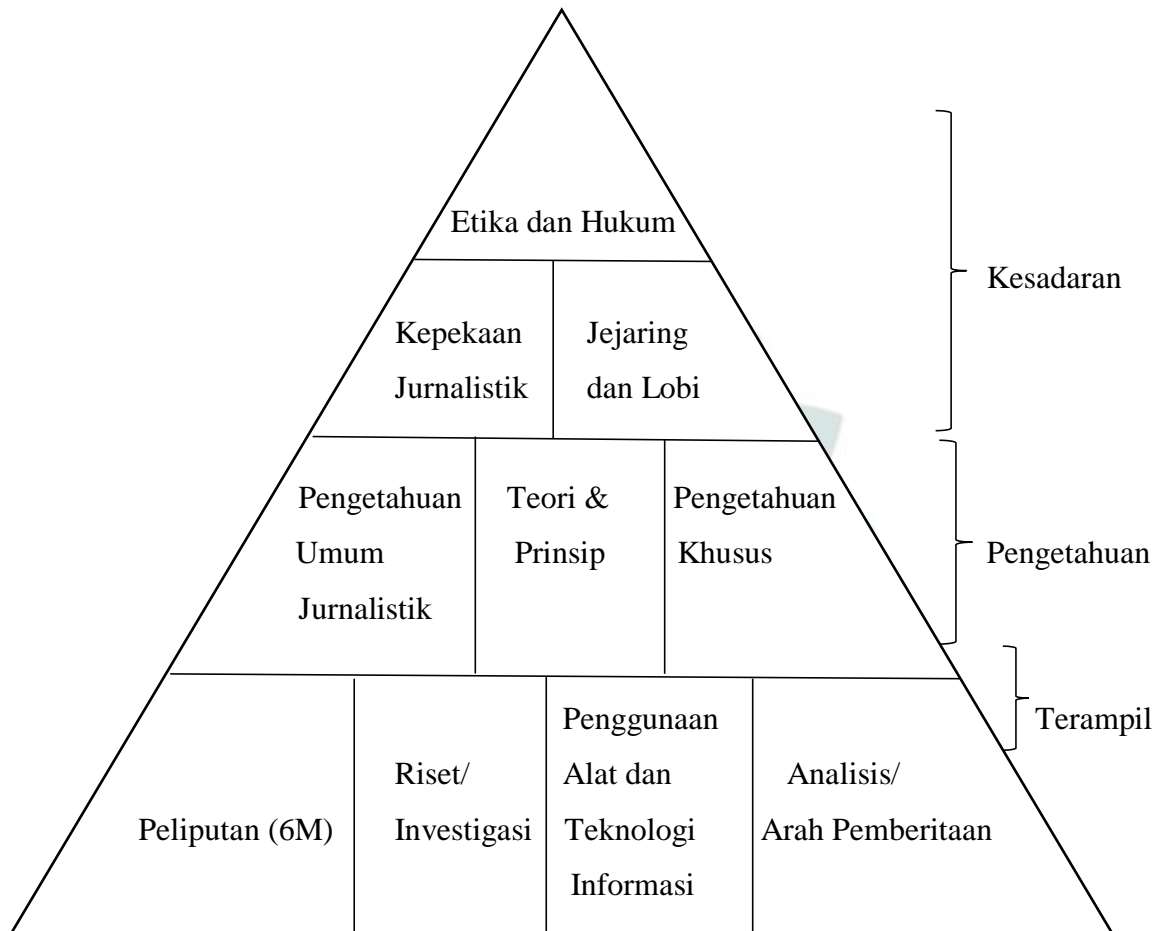 Etika dan Hukum
Kesadaran
Kepekaan
Jurnalistik
Jejaring
dan Lobi
Pengetahuan
Umum
Jurnalistik
Teori &
Prinsip
Pengetahuan
Khusus
Pengetahuan
Terampil
Peliputan (6M)
Riset/
Investigasi
Penggunaan
Alat dan
Teknologi
Informasi
Analisis/
Arah Pemberitaan